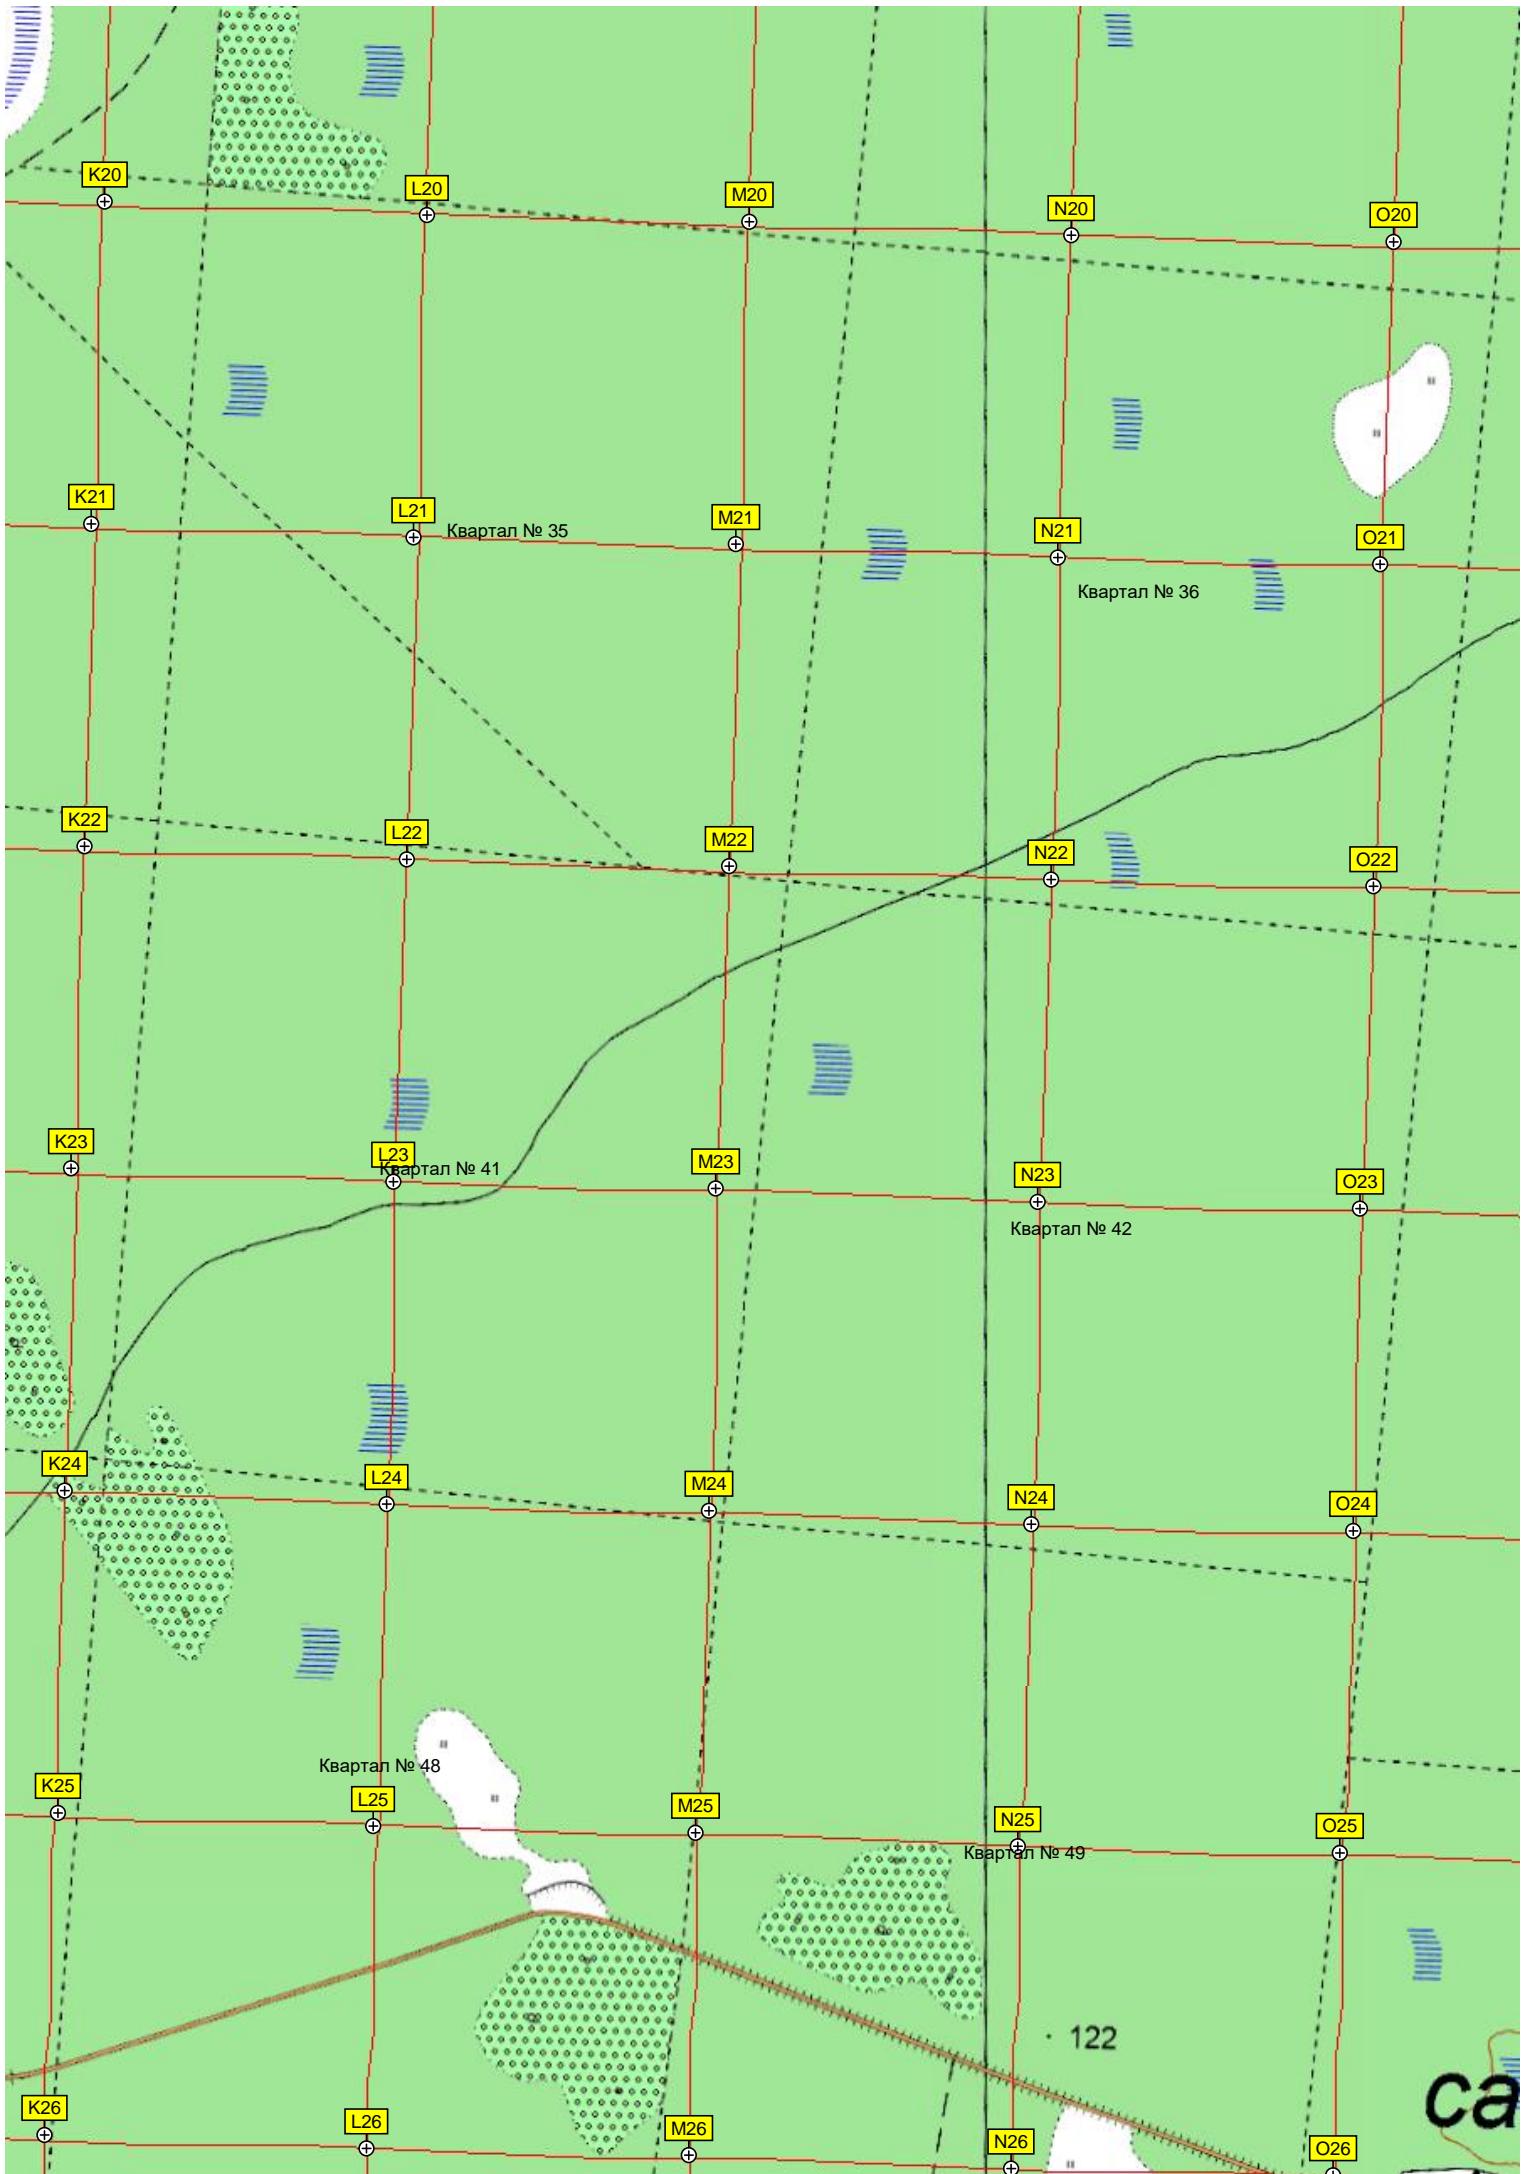 K20
L20
M20
N20
O20
K21
L21
Квартал № 35
M21
N21
O21
Квартал № 36
K22
L22
M22
N22
O22
K23
L23
Квартал № 41
M23
N23
O23
Квартал № 42
K24
L24
M24
N24
O24
Квартал № 48
K25
L25
M25
N25
O25
Квартал № 49
122
са
K26
L26
M26
N26
O26